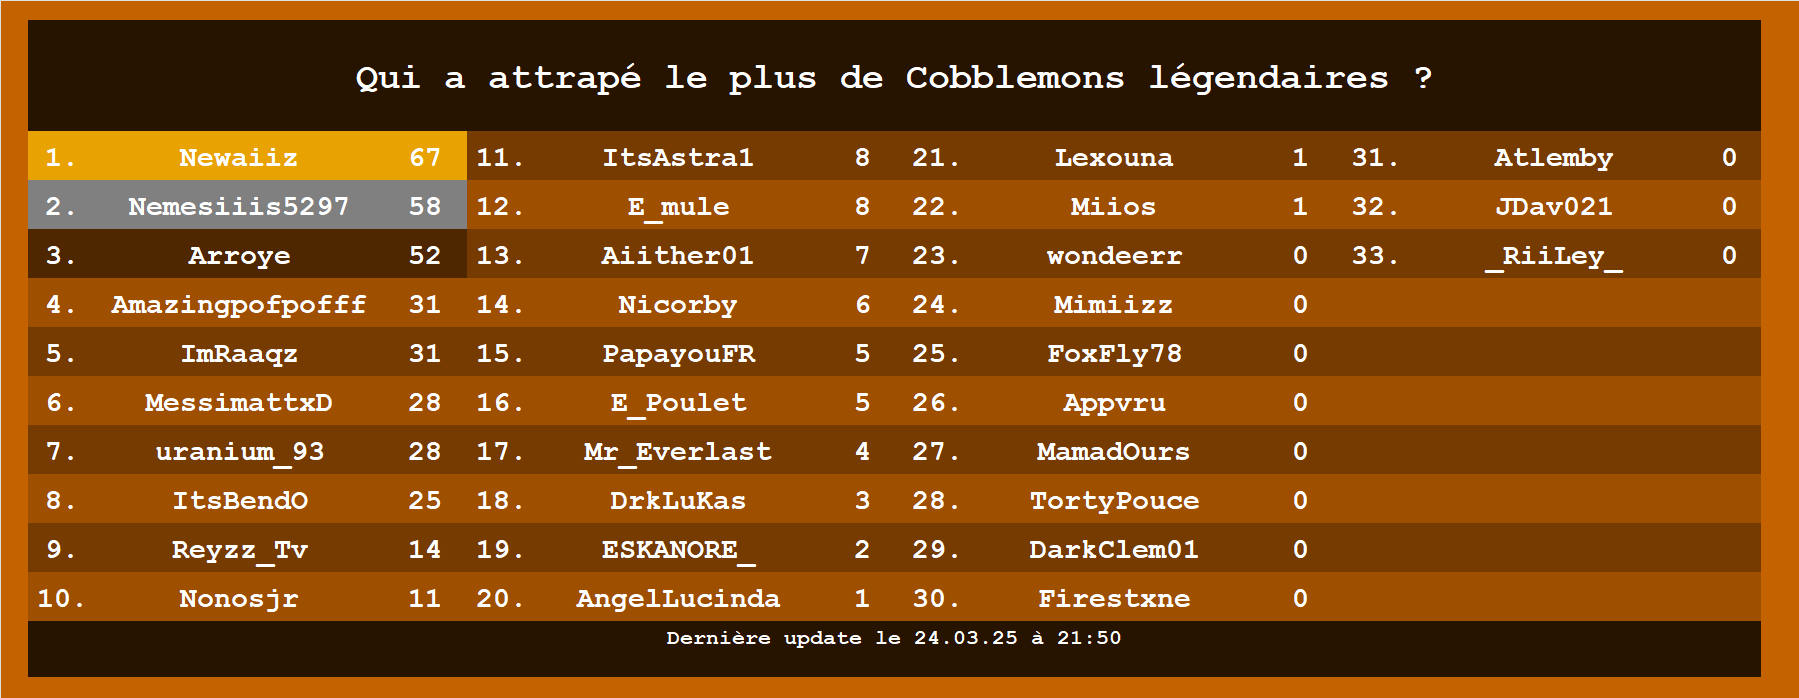 Qui a attrapé le plus de Cobblemons légendaires ?
1. Newaiiz 67 11. ItsAstra1 8 21. Lexouna 1 31. Atlemby 0
2. Nemesiiis5297 58 12. E_mule 8 22. Miios 1 32. JDav021 0
3. Arroye 52 13. Aiither01 7 23. wondeerr 0 33. _RiiLey_ 0
4. Amazingpofpofff 31 14. Nicorby 6 24. Mimiizz 0
5. ImRaaqz 31 15. PapayouFR 5 25. FoxFly78 0
6. MessimattxD 28 16. E_Poulet 5 26. Appvru 0
7. uranium_93 28 17. Mr_Everlast 4 27. MamadOurs 0
8. ItsBendO 25 18. DrkLuKas 3 28. TortyPouce 0
9. Reyzz_Tv 14 19. ESKANORE_ 2 29. DarkClem01 0
10. Nonosjr 11 20. AngelLucinda 1 30. Firestxne 0
Dernière update le 24.03.25 à 21:50